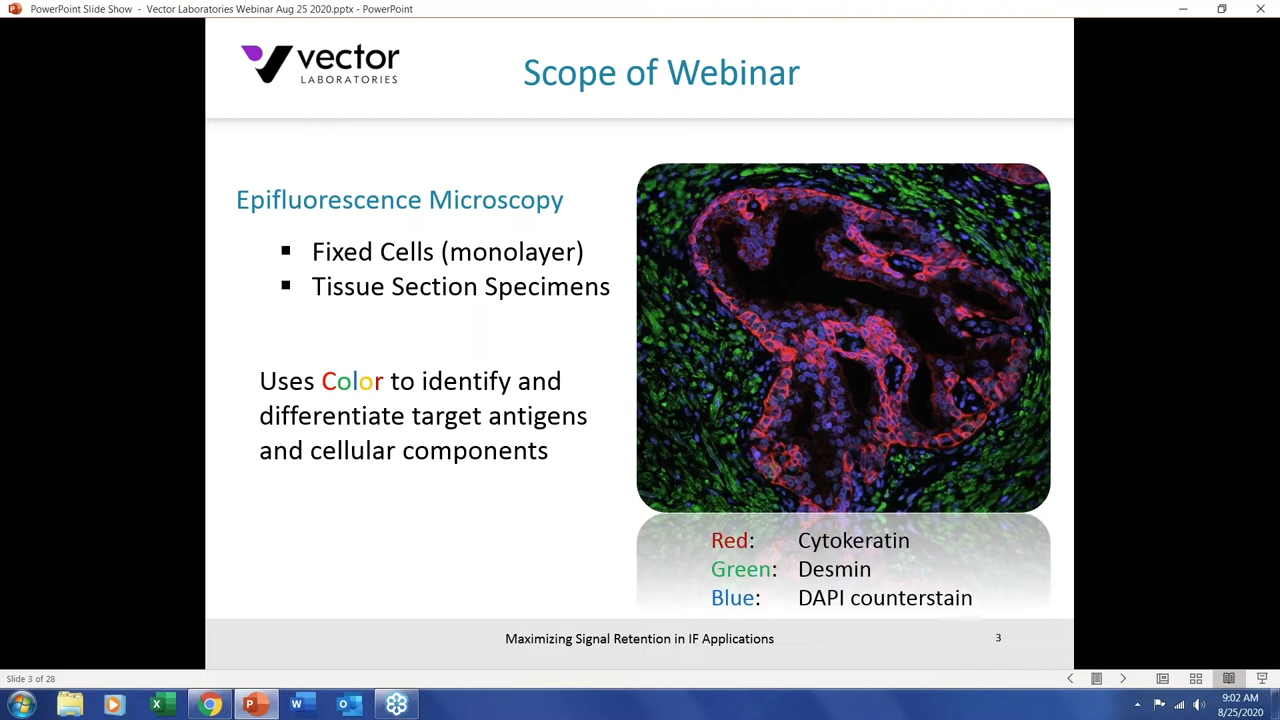 PowerPoint Slide Show - Vector Laboratories Webinar Aug 25 2020.pptx - PowerPoint
vector
LABORATORIES
Scope of Webinar
Epifluorescence Microscopy
Fixed Cells (monolayer)
Tissue Section Specimens
Uses Color to identify and
differentiate target antigens
and cellular components
Red: Cytokeratin
Green: Desmin
Blue: DAPI counterstain
Maximizing Signal Retention in IF Applications
3
Slide 3 of 28
9:02 AM
8/25/2020